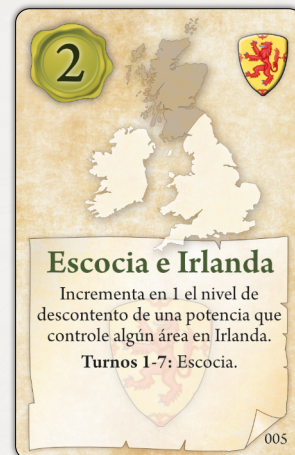 2
Escocia e Irlanda
Incrementa en 1 el nivel de
descontento de una potencia que
controle algún área en Irlanda.
Turnos 1-7: Escocia.
005